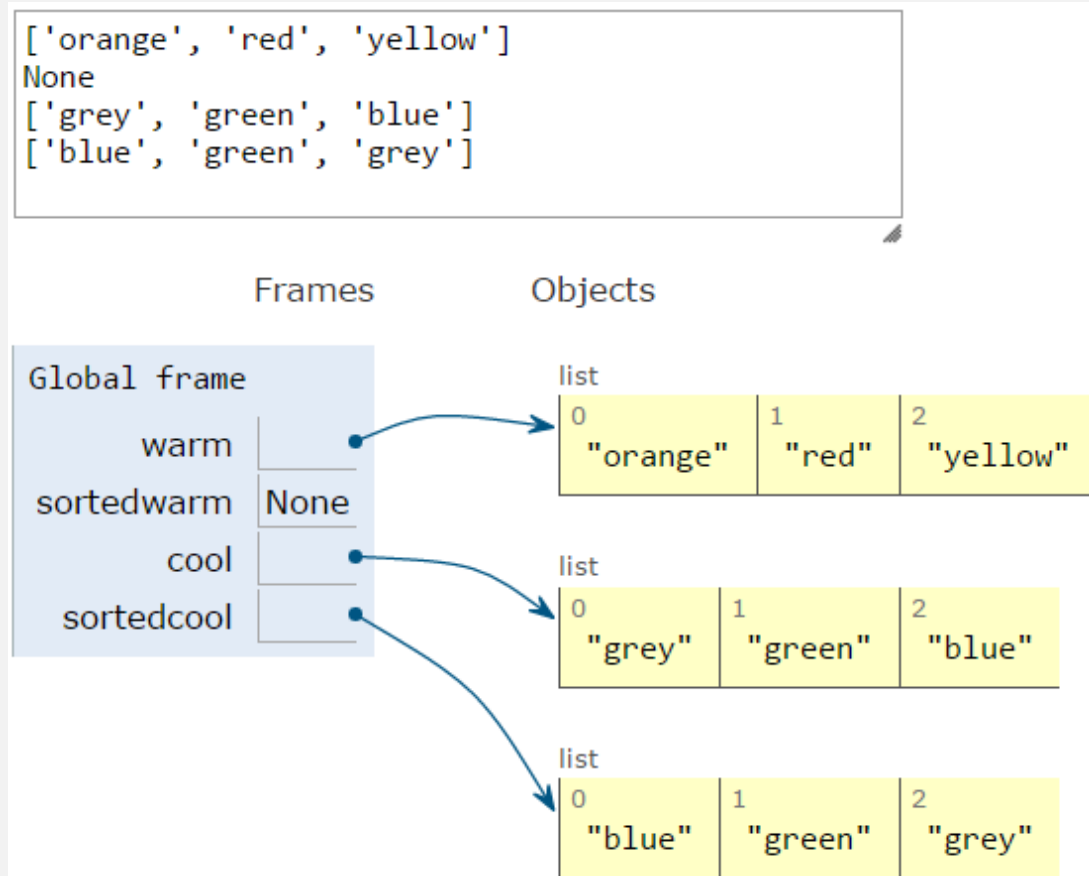 ['orange', 'red', 'yellow']
None
['grey', 'green', 'blue']
['blue', 'green', 'grey']
Frames Objects
Global frame
warm
sortedwarm None
cool
sortedcool
list
0 1 2
"orange" "red" "yellow"
list
0 1 2
"grey" "green" "blue"
list
0 1 2
"blue" "green" "grey"